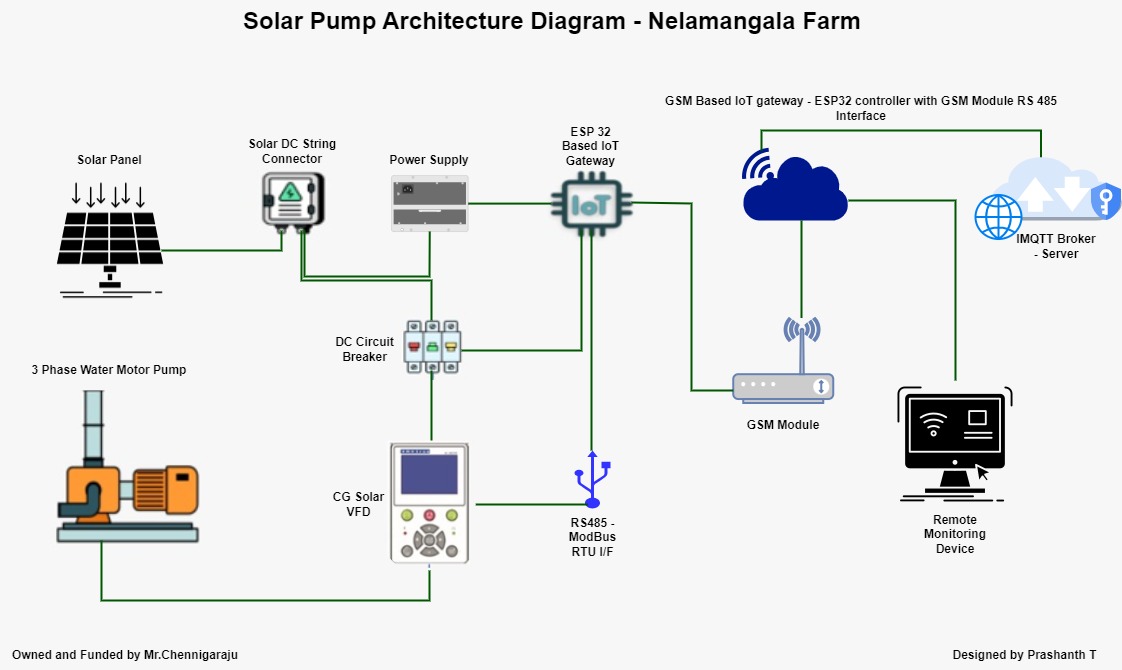 Solar Pump Architecture Diagram - Nelamangala Farm
GSM Based IoT gateway - ESP32 controller with GSM Module RS 485
Interface
Solar Panel
Solar DC String
Connector
Power Supply
ESP 32
Based IoT
Gateway
IoT
IMQTT Broker
- Server
DC Circuit
Breaker
3 Phase Water Motor Pump
GSM Module
CG Solar
VFD
RS485 -
ModBus
RTU I/F
Remote
Monitoring
Device
Owned and Funded by Mr.Chennigaraju
Designed by Prashanth T